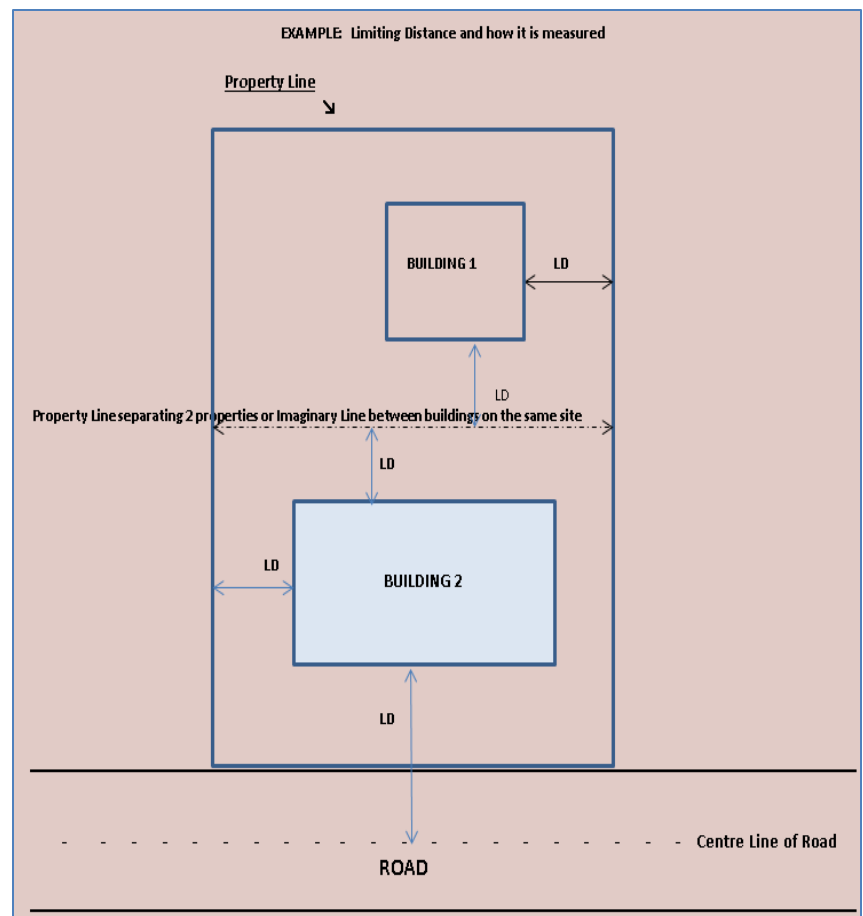 EXAMPLE: Limiting Distance and how it is measured
Property Line
BUILDING 1
LD
LD
Property Line separating 2 properties or Imaginary Line between buildings on the same site
LD
LD
BUILDING 2
LD
Centre Line of Road
ROAD